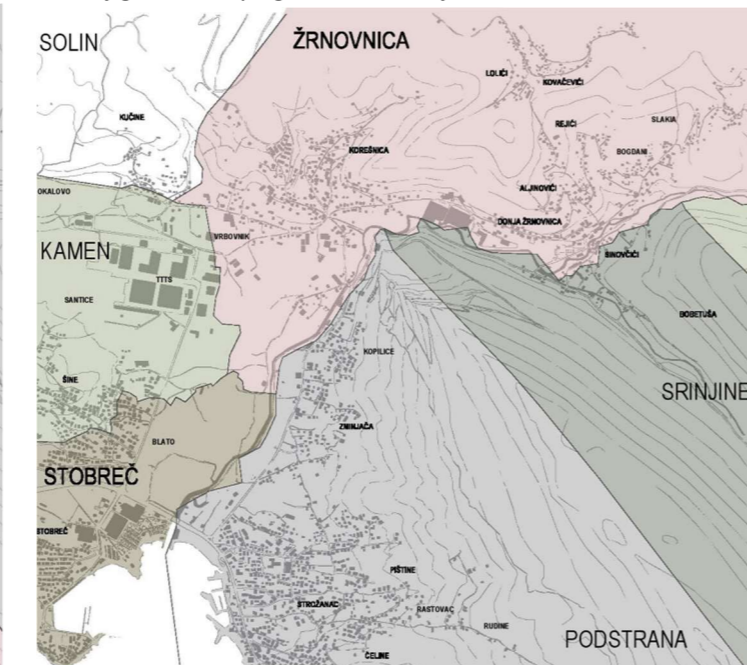 SOLIN
ŽRNOVNICA
LOLIĆI
KOVAČEVIĆI
KUČINE
REJIĆI
SLAKIA
KOREŠNICA
BOGDANI
OKALOVO
ALJINOVIĆI
DONJA ŽRNOVNICA
VRBOVNIK
KAMEN
ŠINOVČIĆI
TTTS
SANTICE
BOBETUŠA
KOPILICE
ŠINE
SRINJINE
ZMINJAČA
BLATO
STOBREČ
STOBREČ
PIŠTINE
STROŽANAC
RASTOVAC
RUDINE
PODSTRANA
ČELINE